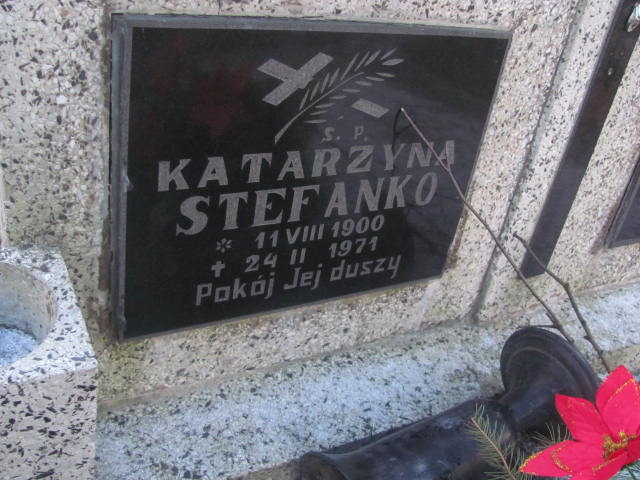 Ś. P.
KATARZYNA
STEFANKO
* 11 VIII 1900
+ 24 II 1971
Pokój Jej duszy